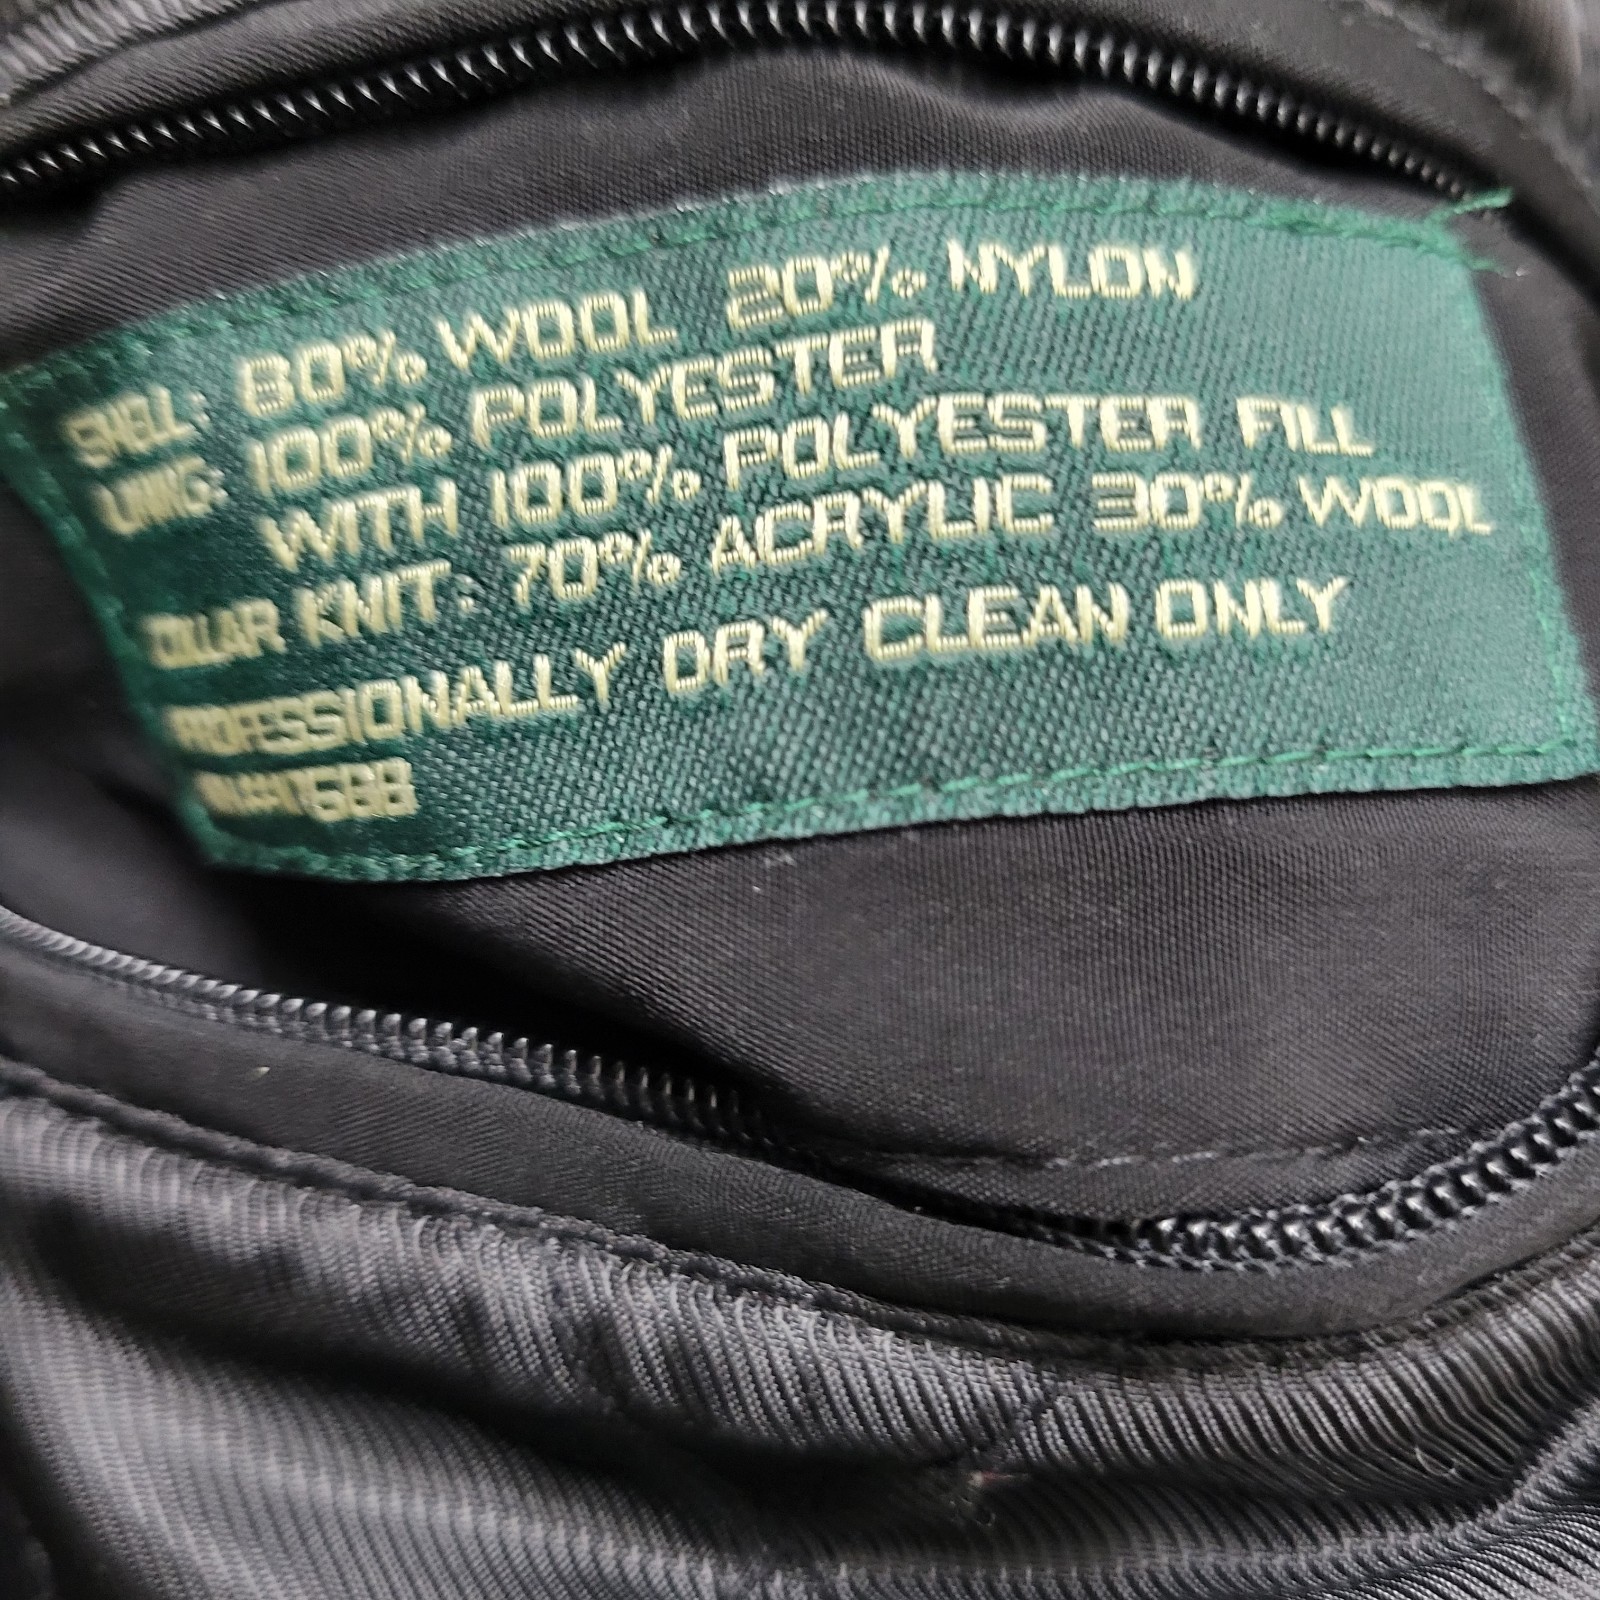 SHELL: 80% WOOL 20% NYLON
LINING: 100% POLYESTER
WITH 100% POLYESTER FILL
COLLAR KNIT: 70% ACRYLIC 30% WOOL
PROFESSIONALLY DRY CLEAN ONLY